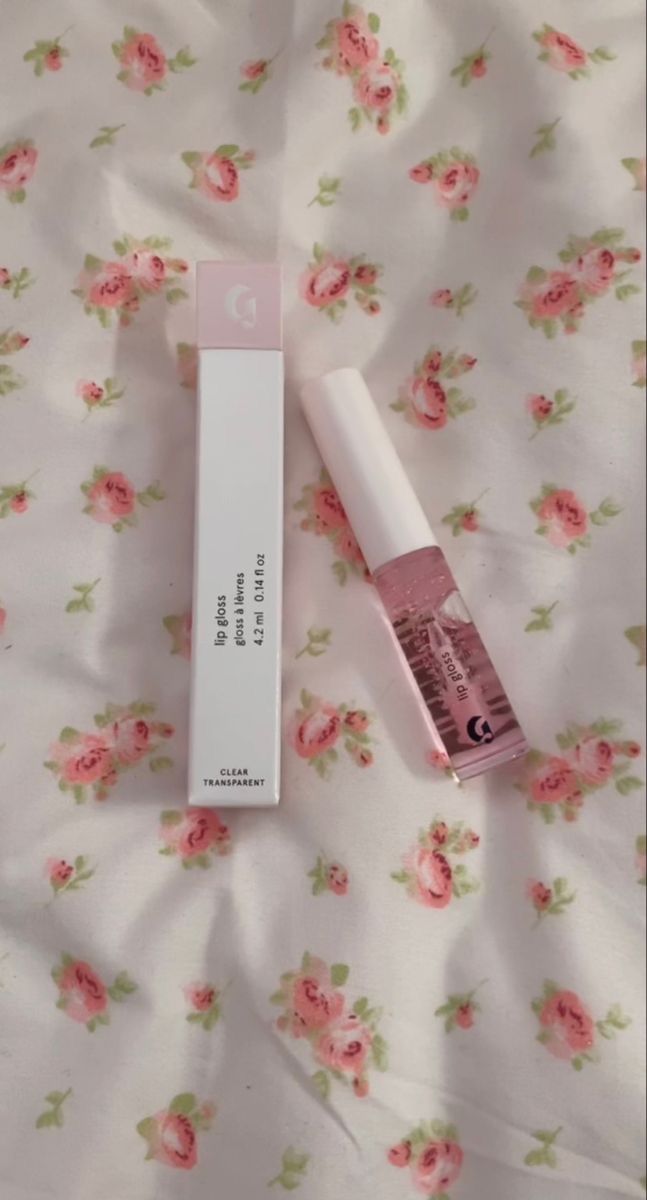 G
lip gloss
gloss à lèvres
4.2 ml 0.14 fl oz
CLEAR
TRANSPARENT
lip gloss
G